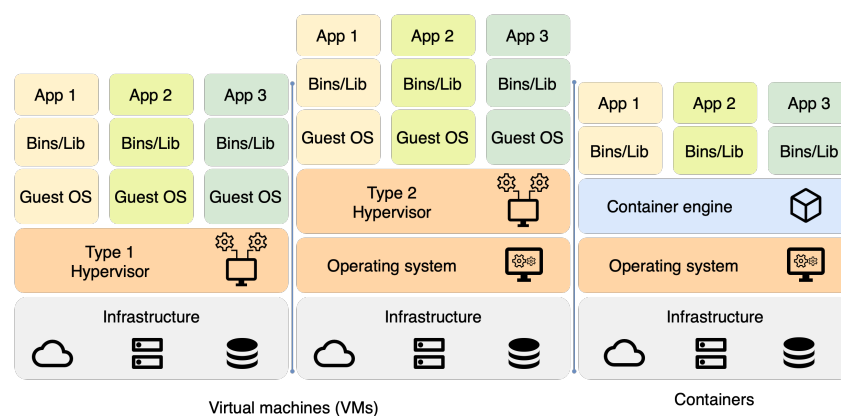 App 1
App 2
App 3
Bins/Lib
Bins/Lib
Bins/Lib
Guest OS
Guest OS
Guest OS
Type 1
Hypervisor
Infrastructure
App 1
App 2
App 3
Bins/Lib
Bins/Lib
Bins/Lib
Guest OS
Guest OS
Guest OS
Type 2
Hypervisor
Operating system
Infrastructure
Virtual machines (VMs)
App 1
App 2
App 3
Bins/Lib
Bins/Lib
Bins/Lib
Container engine
Operating system
Infrastructure
Containers